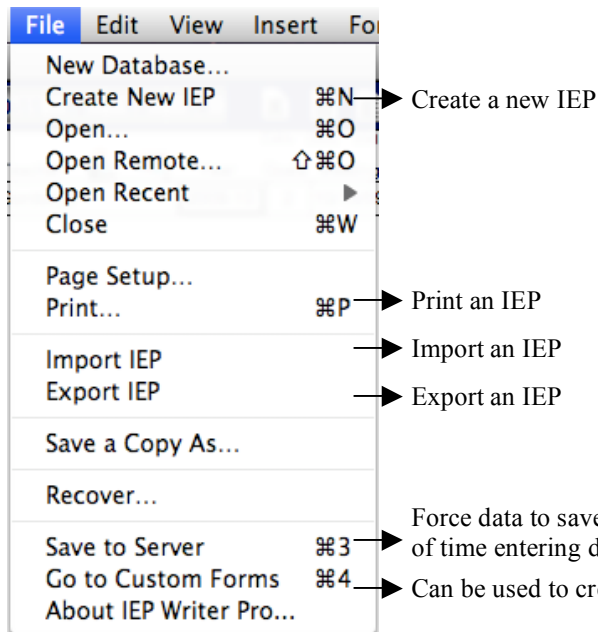 File Edit View Insert
New Database...
Create New IEP ⌘N Create a new IEP
Open... ⌘O
Open Remote... ⇧⌘O
Open Recent ▶
Close ⌘W
Page Setup...
Print... ⌘P Print an IEP
Import IEP Import an IEP
Export IEP Export an IEP
Save a Copy As...
Recover...
Force data to save
Save to Server ⌘3 of time entering
Go to Custom Forms ⌘4 Can be used to
About IEP Writer Pro...